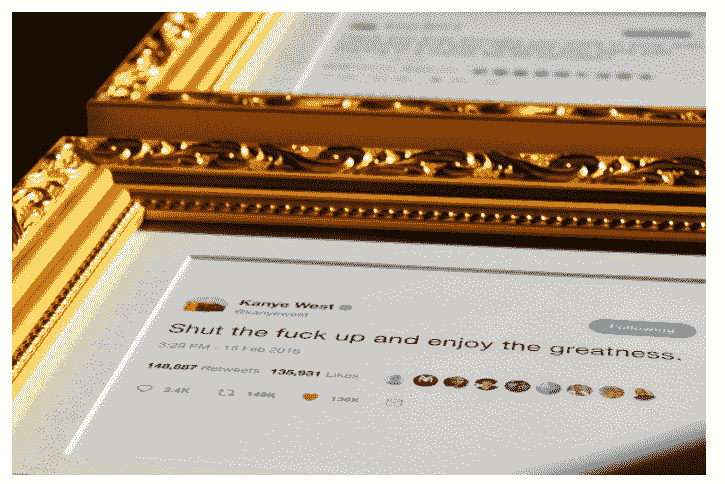 Kanye West
@kanyewest
Following
Shut the fuck up and enjoy the greatness.
3:29 PM - 18 Feb 2016
148,887 Retweets 135,931 Likes
2.4K 148K 136K